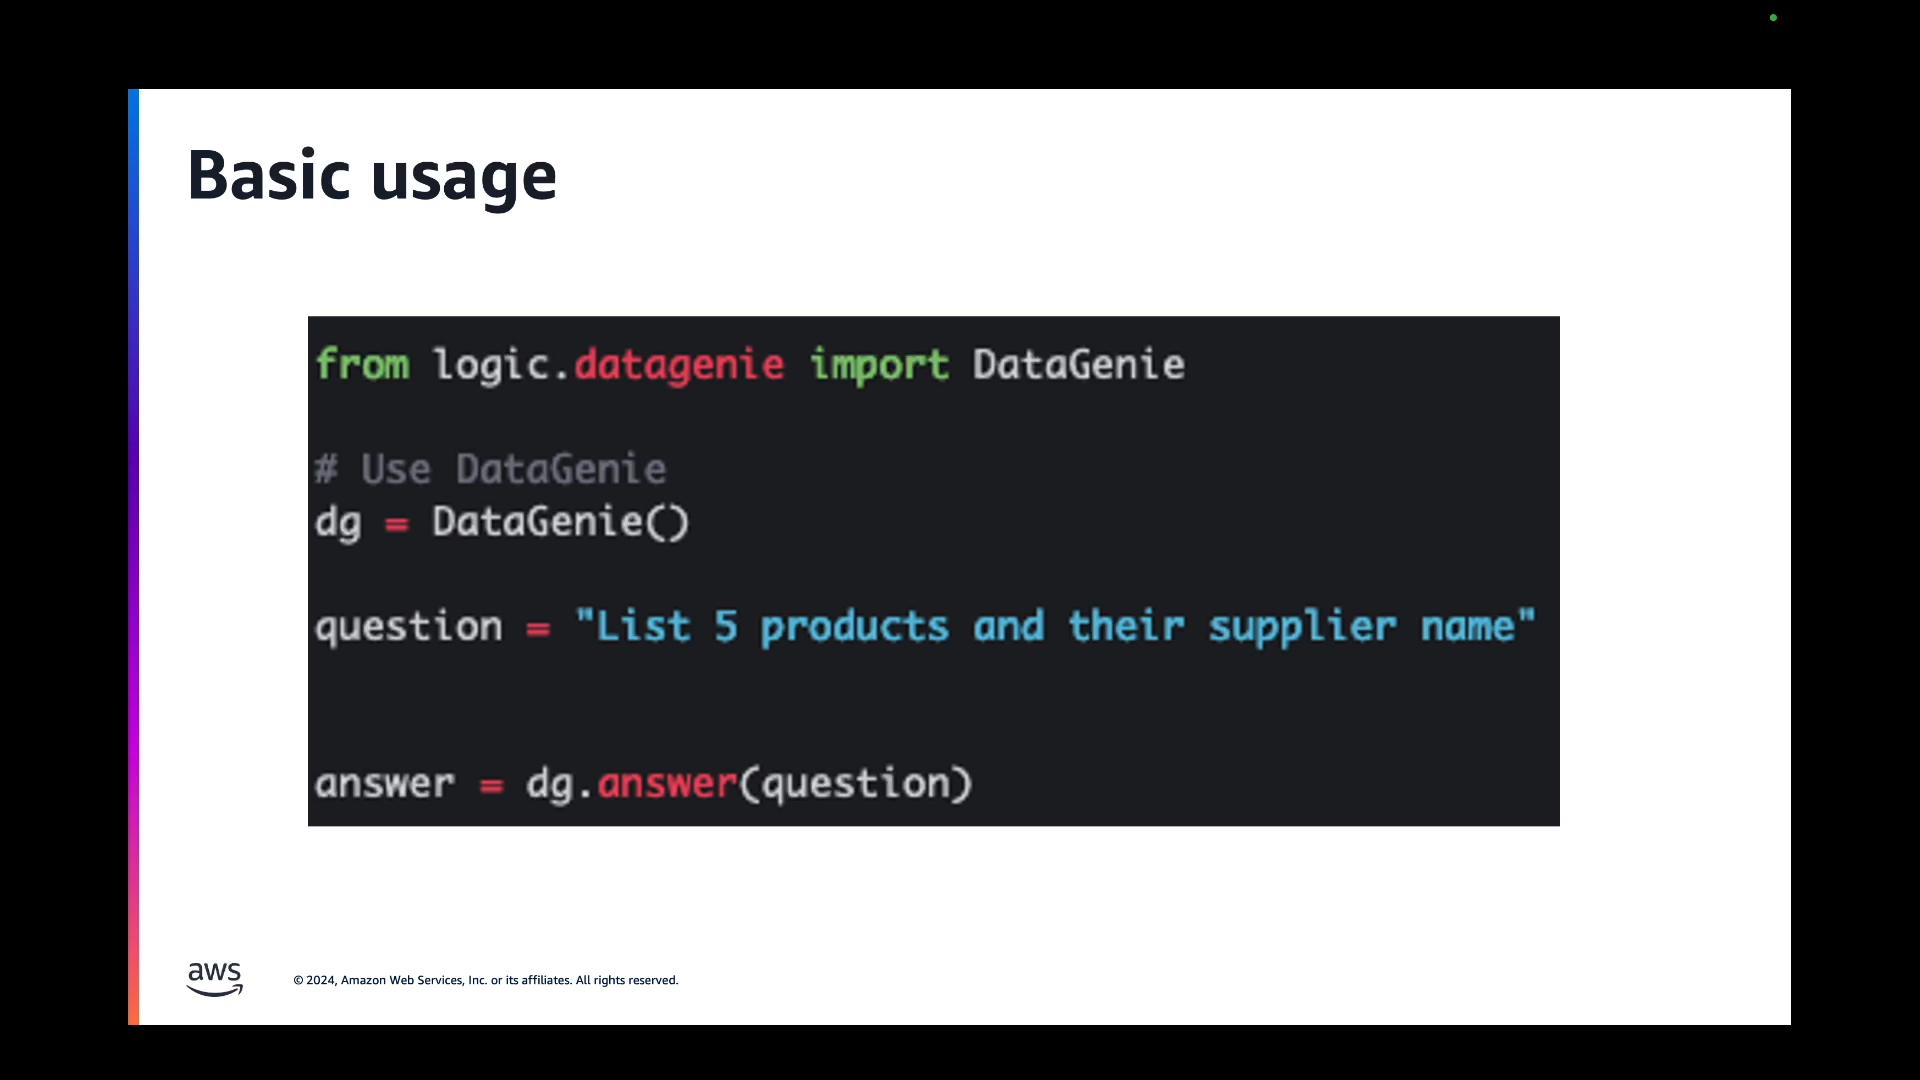 Basic usage
from logic.datagenie import DataGenie
# Use DataGenie
dg = DataGenie()
question = "List 5 products and their supplier name"
answer = dg.answer(question)
aws
© 2024, Amazon Web Services, Inc. or its affiliates. All rights reserved.